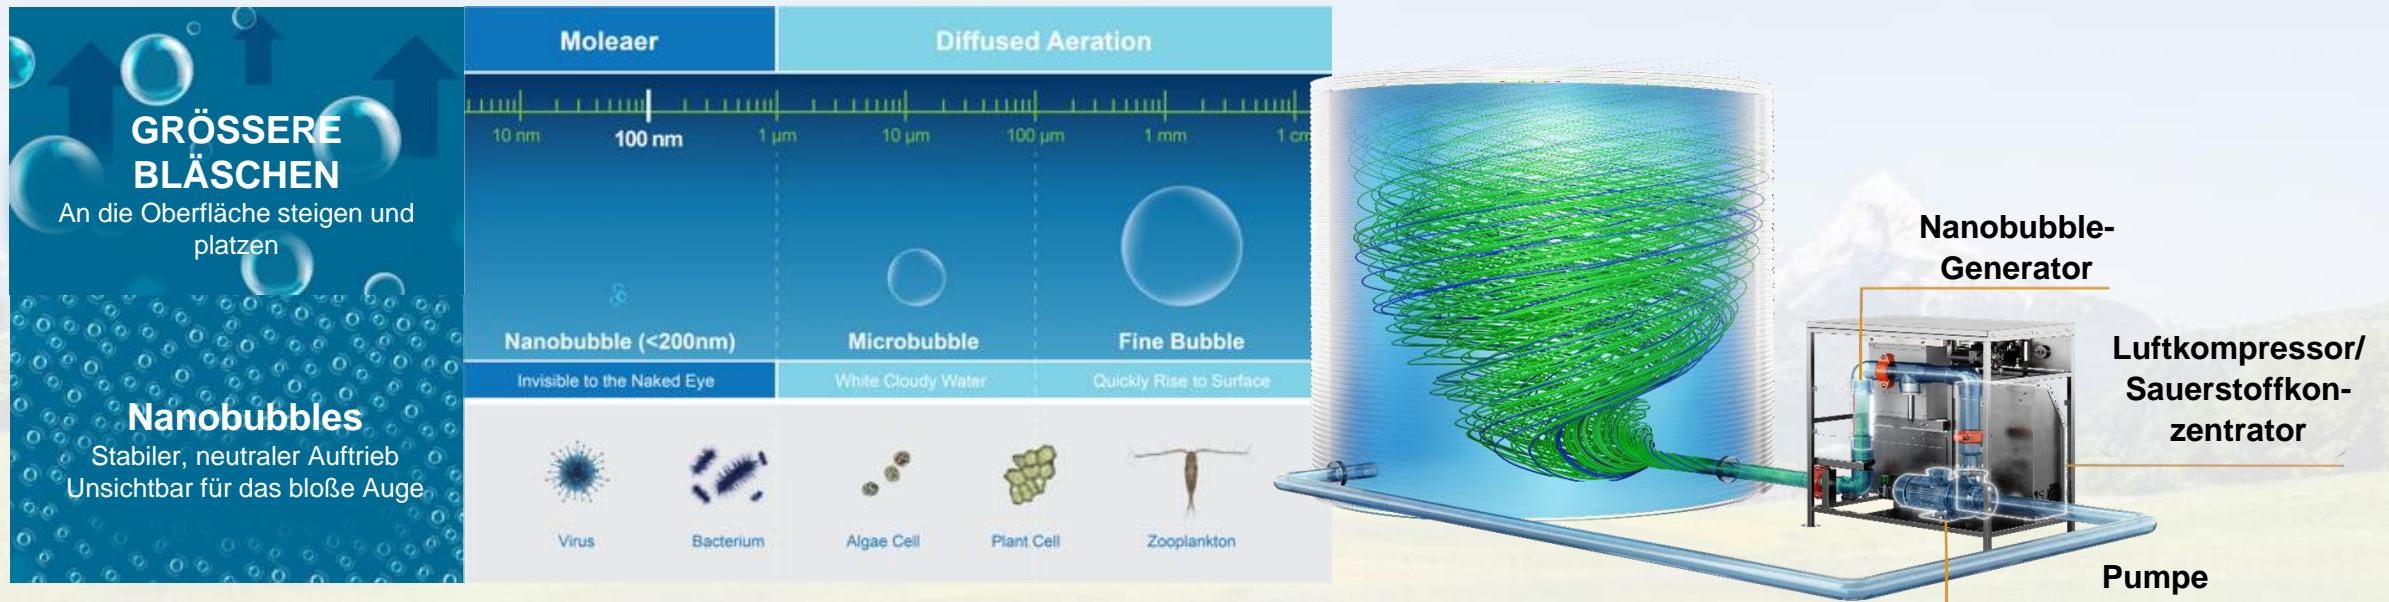 GRÖSSERE
BLÄSCHEN
An die Oberfläche steigen und
platzen
Nanobubbles
Stabiler, neutraler Auftrieb
Unsichtbar für das bloße Auge
Moleaer
Diffused Aeration
10 nm
100 nm
1 µm
10 µm
100 µm
1 mm
1 cm
Nanobubble (<200nm)
Microbubble
Fine Bubble
Invisible to the Naked Eye
White Cloudy Water
Quickly Rise to Surface
Virus
Bacterium
Algae Cell
Plant Cell
Zooplankton
Nanobubble-
Generator
Luftkompressor/
Sauerstoffkon-
zentrator
Pumpe